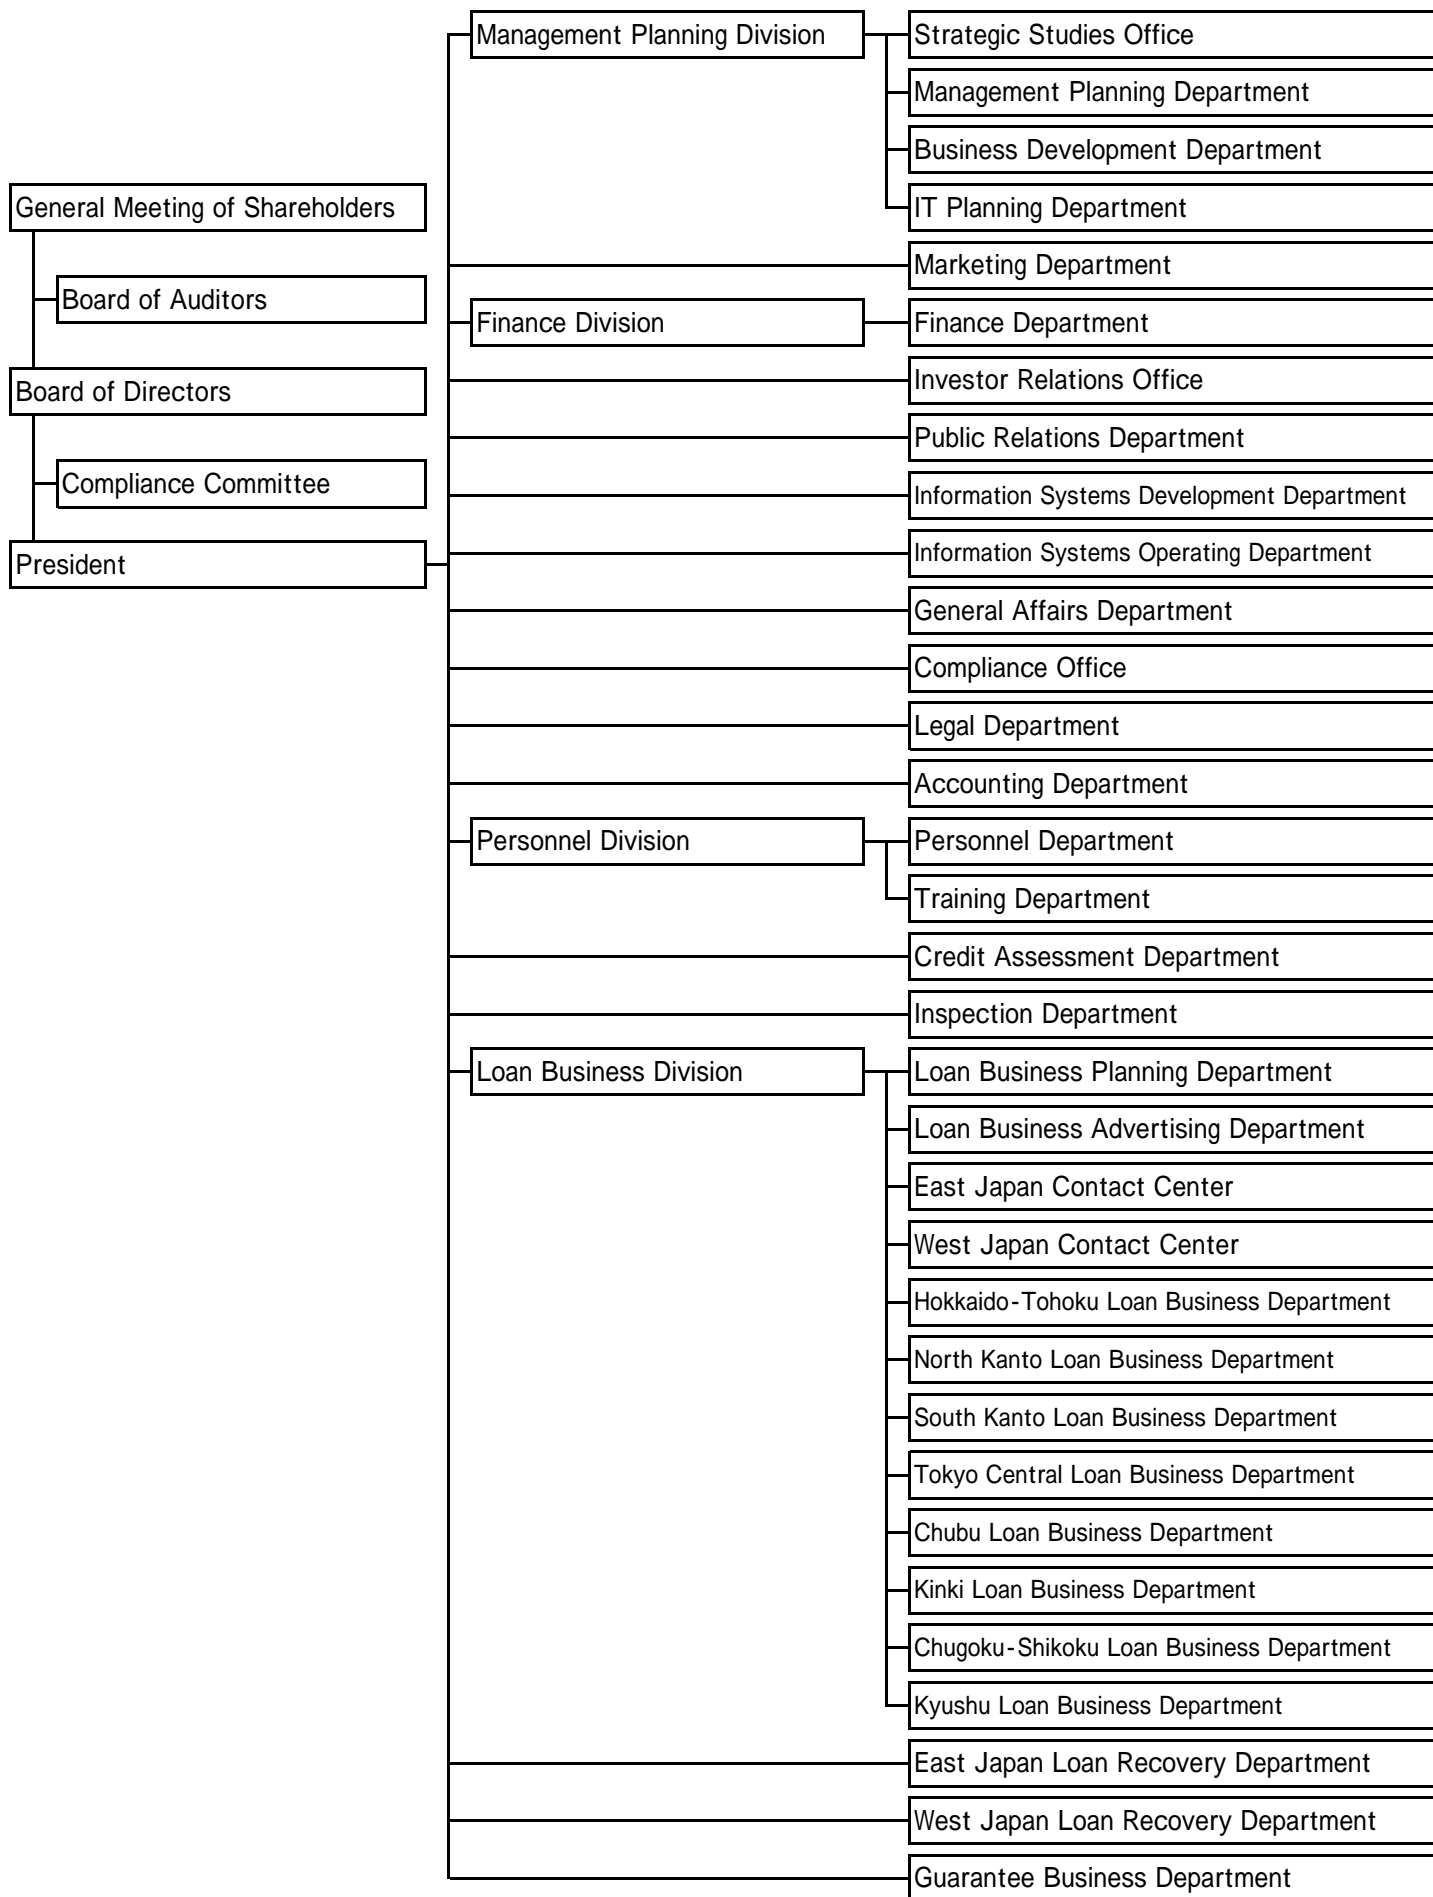 General Meeting of Shareholders
Board of Auditors
Board of Directors
Compliance Committee
President
Management Planning Division
Strategic Studies Office
Management Planning Department
Business Development Department
IT Planning Department
Marketing Department
Finance Division
Finance Department
Investor Relations Office
Public Relations Department
Information Systems Development Department
Information Systems Operating Department
General Affairs Department
Compliance Office
Legal Department
Accounting Department
Personnel Division
Personnel Department
Training Department
Credit Assessment Department
Inspection Department
Loan Business Division
Loan Business Planning Department
Loan Business Advertising Department
East Japan Contact Center
West Japan Contact Center
Hokkaido-Tohoku Loan Business Department
North Kanto Loan Business Department
South Kanto Loan Business Department
Tokyo Central Loan Business Department
Chubu Loan Business Department
Kinki Loan Business Department
Chugoku-Shikoku Loan Business Department
Kyushu Loan Business Department
East Japan Loan Recovery Department
West Japan Loan Recovery Department
Guarantee Business Department